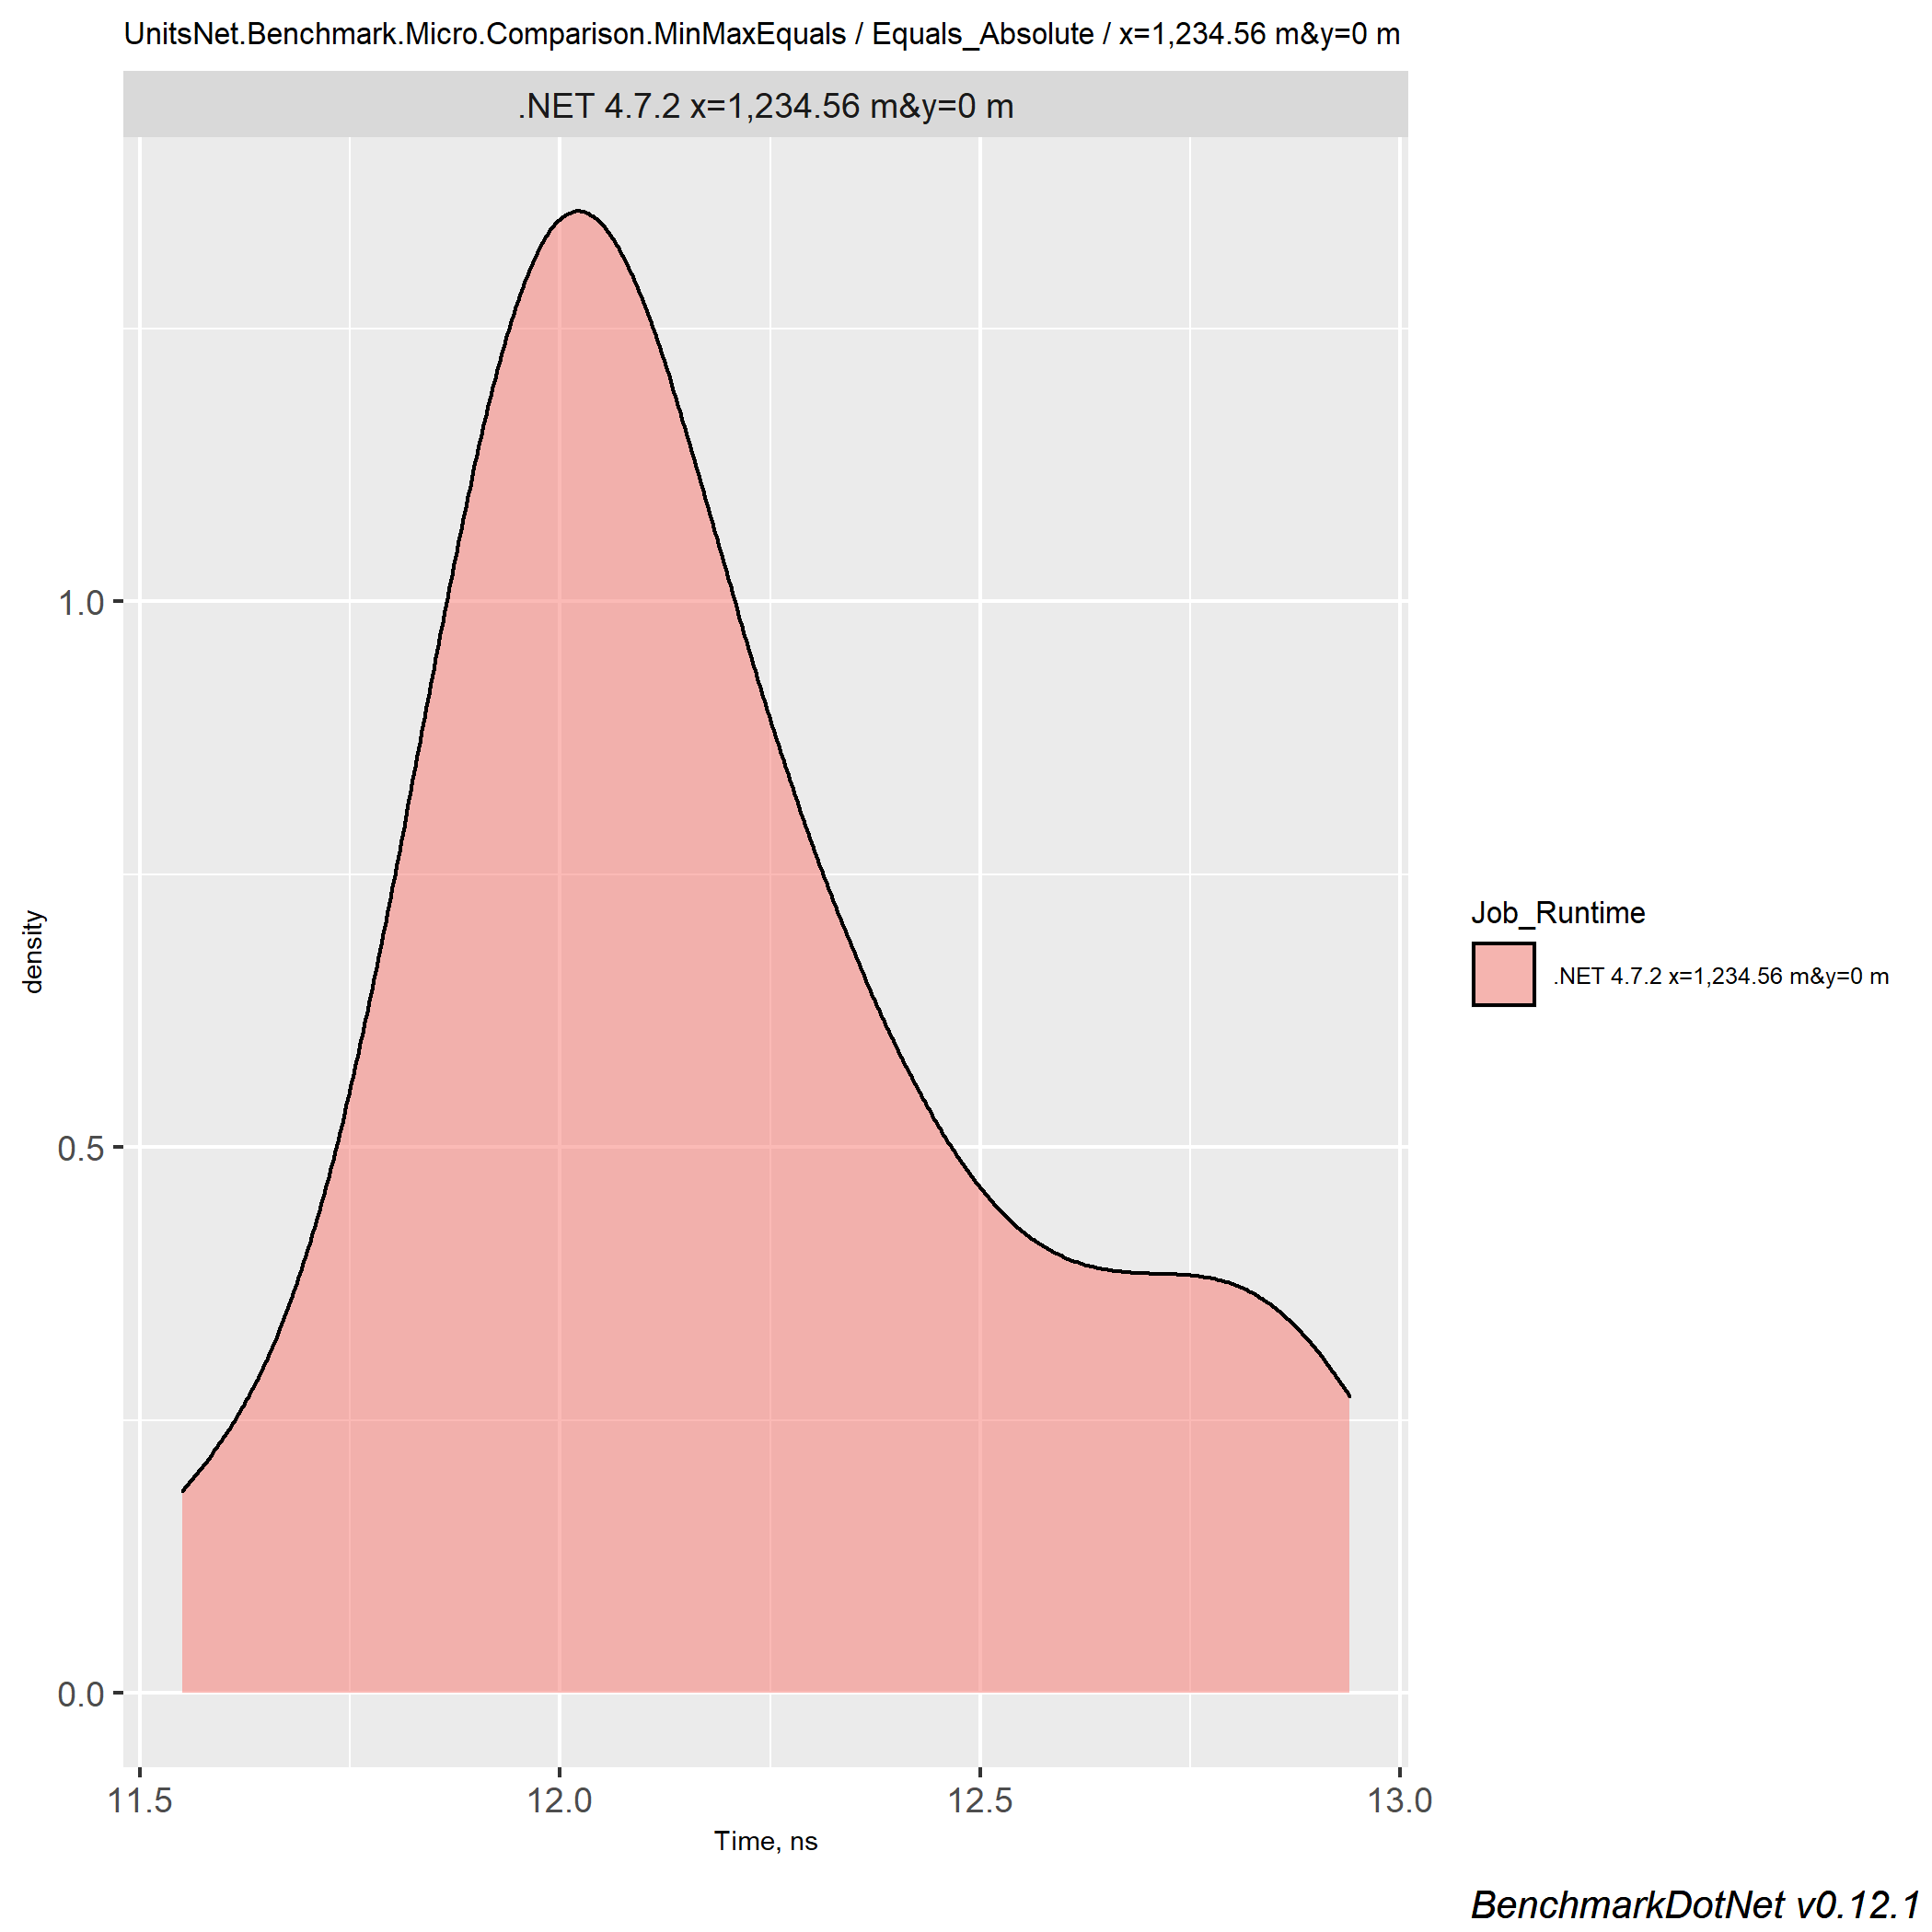 UnitsNet.Benchmark.Micro.Comparison.MinMaxEquals / Equals_Absolute / x=1,234.56 m&y=0 m
.NET 4.7.2 x=1,234.56 m&y=0 m
1.0
0.5
0.0
density
11.5 12.0 12.5 13.0
Time, ns
Job_Runtime
.NET 4.7.2 x=1,234.56 m&y=0 m
BenchmarkDotNet v0.12.1